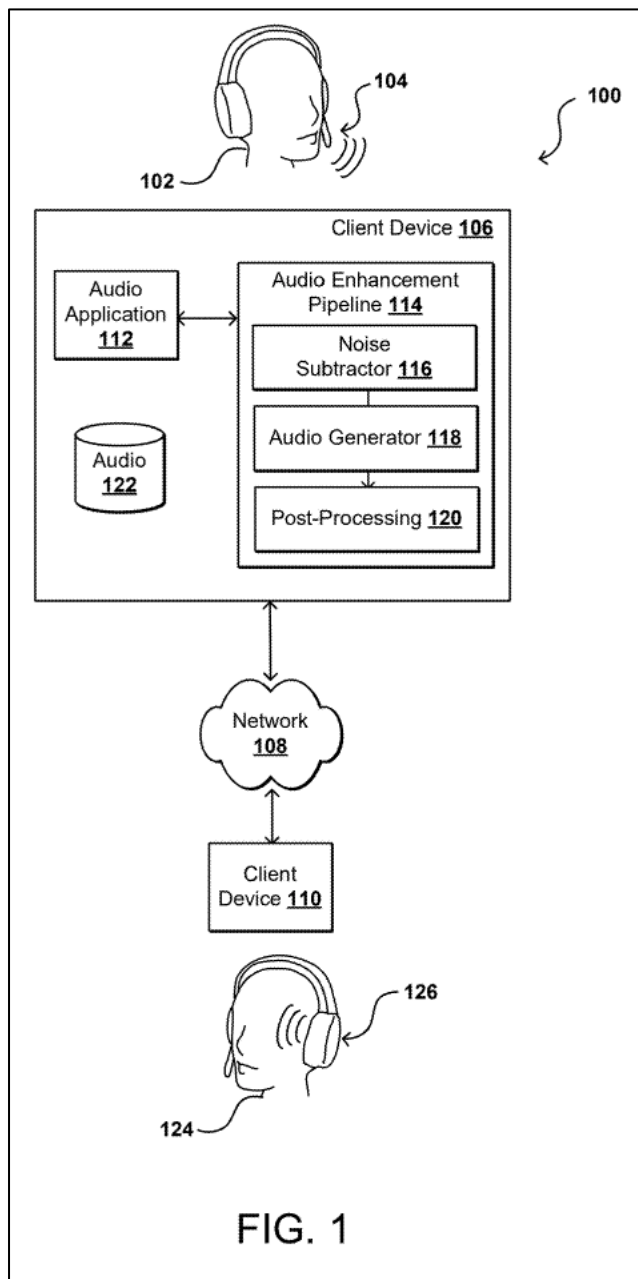 104
100
102
Client Device 106
Audio
Application
112
Audio Enhancement
Pipeline 114
Noise
Subtractor 116
Audio Generator 118
Post-Processing 120
Audio
122
Network
108
Client
Device 110
126
124
FIG. 1